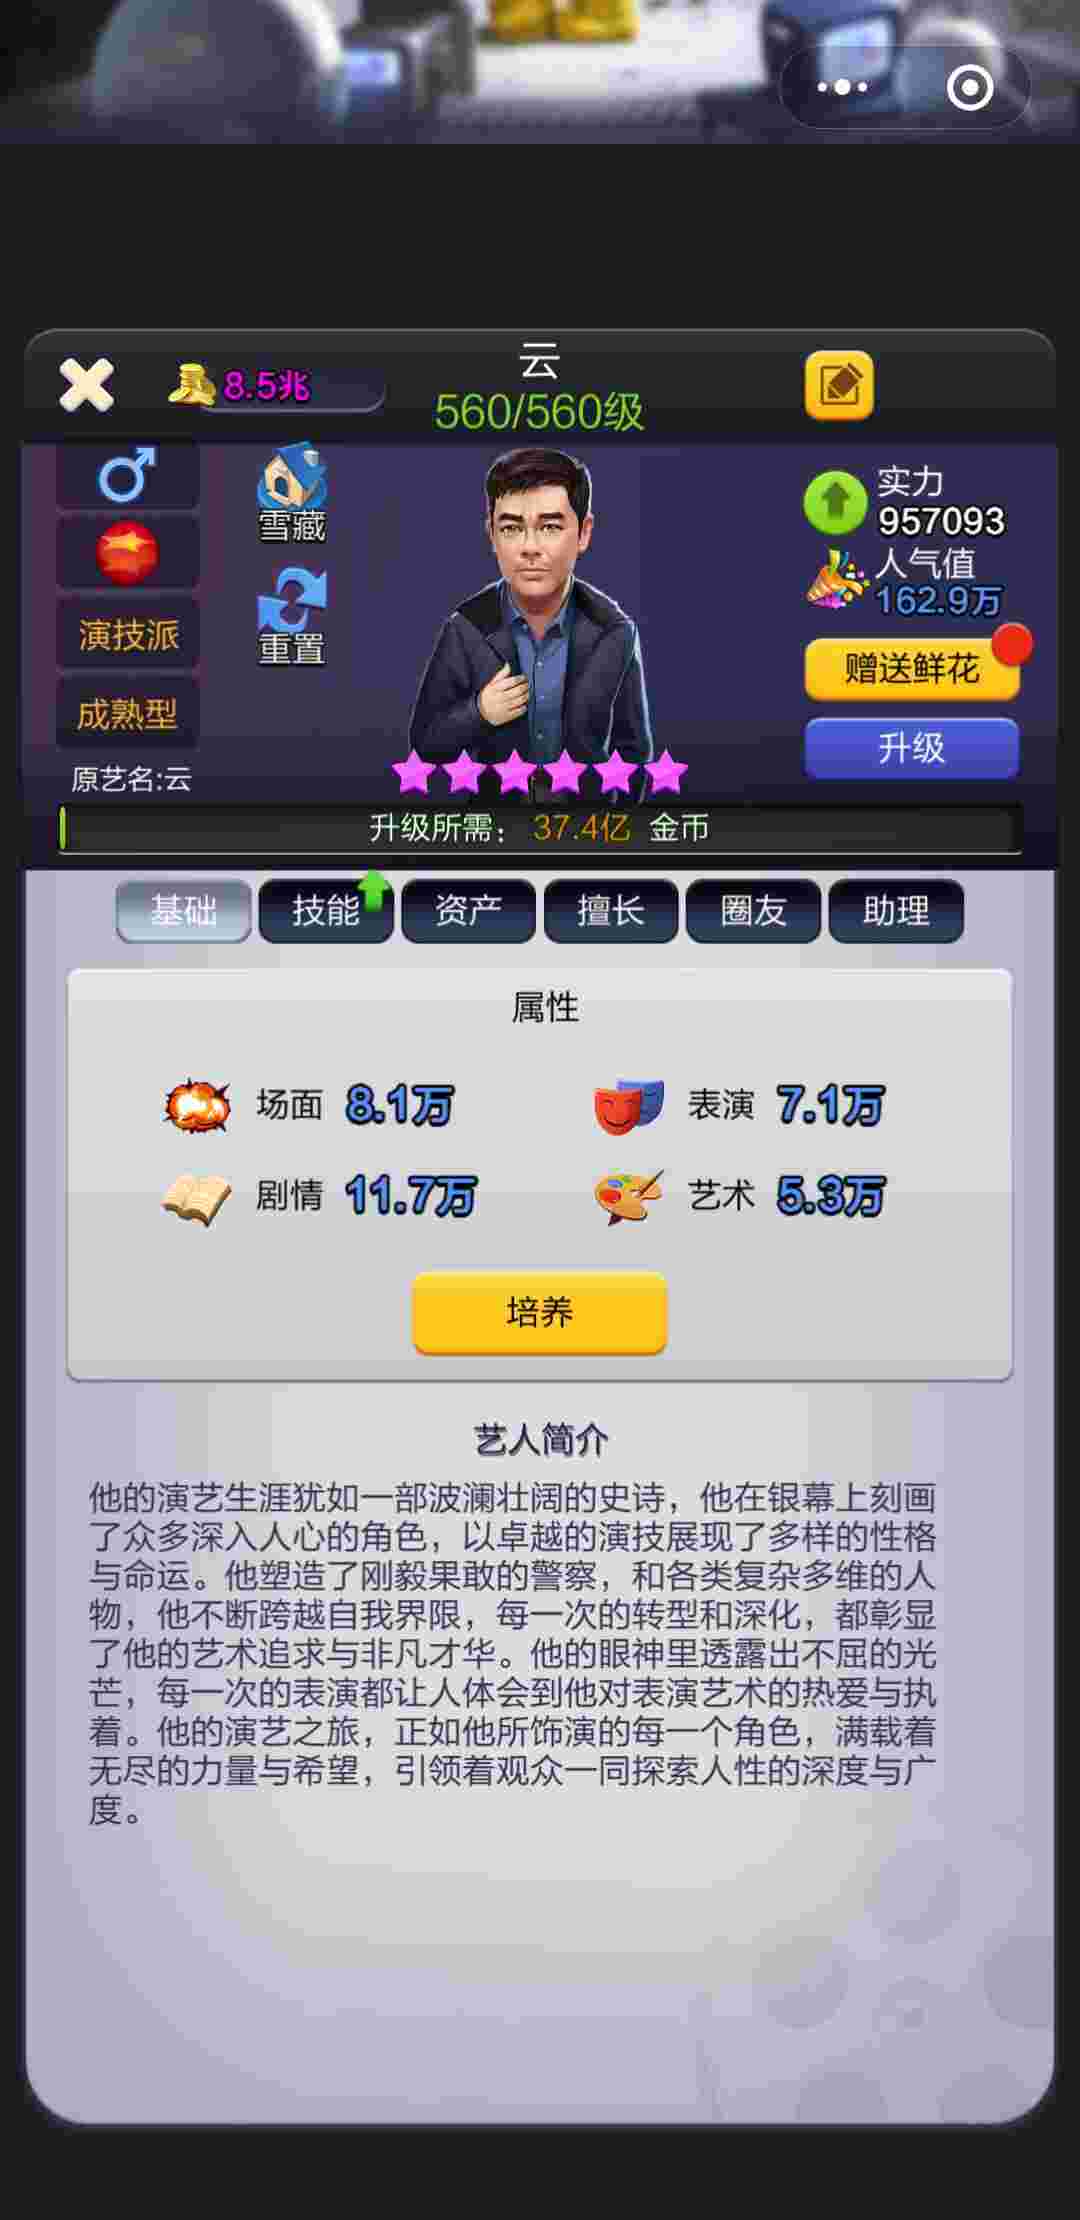 云
8.5兆
560/560级
雪藏
实力
957093
演技派
重置
人气值
162.9万
成熟型
赠送鲜花
升级
原艺名:云
升级所需： 37.4亿 金币
基础 技能 资产 擅长 圈友 助理
属性
场面 8.1万 表演 7.1万
剧情 11.7万 艺术 5.3万
培养
艺人简介
他的演艺生涯犹如一部波澜壮阔的史诗，他在银幕上刻画
了众多深入人心的角色，以卓越的演技展现了多样的性格
与命运。他塑造了刚毅果敢的警察，和各类复杂多维的人
物，他不断跨越自我界限，每一次的转型和深化，都彰显
了他的艺术追求与非凡才华。他的眼神里透露出不屈的光
芒，每一次的表演都让人体会到他对表演艺术的热爱与执
着。他的演艺之旅，正如他所饰演的每一个角色，满载着
无尽的力量与希望，引领着观众一同探索人性的深度与广
度。